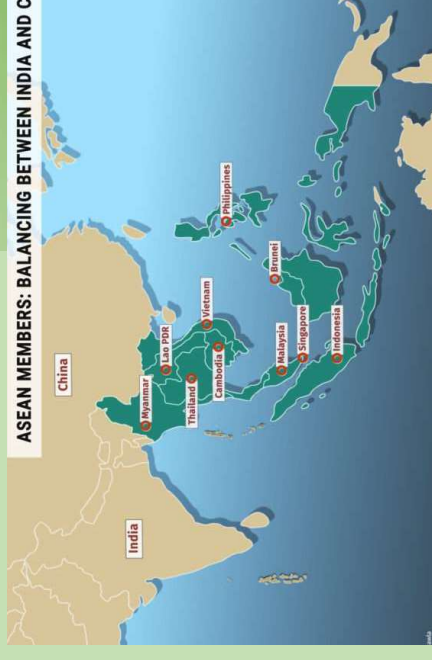 ASEAN MEMBERS: BALANCING BETWEEN INDIA AND C
China
India
Myanmar
Lao PDR
Thailand
Vietnam
Cambodia
Philippines
Brunei
Malaysia
Singapore
Indonesia